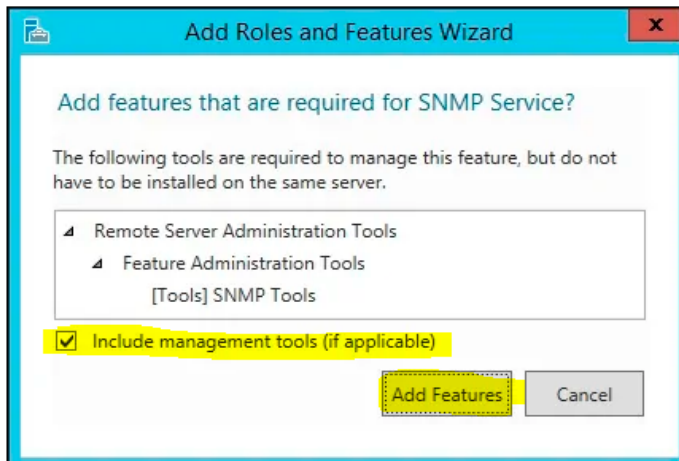 Add Roles and Features Wizard
x
Add features that are required for SNMP Service?
The following tools are required to manage this feature, but do not
have to be installed on the same server.
Remote Server Administration Tools
Feature Administration Tools
[Tools] SNMP Tools
Include management tools (if applicable)
Add Features Cancel